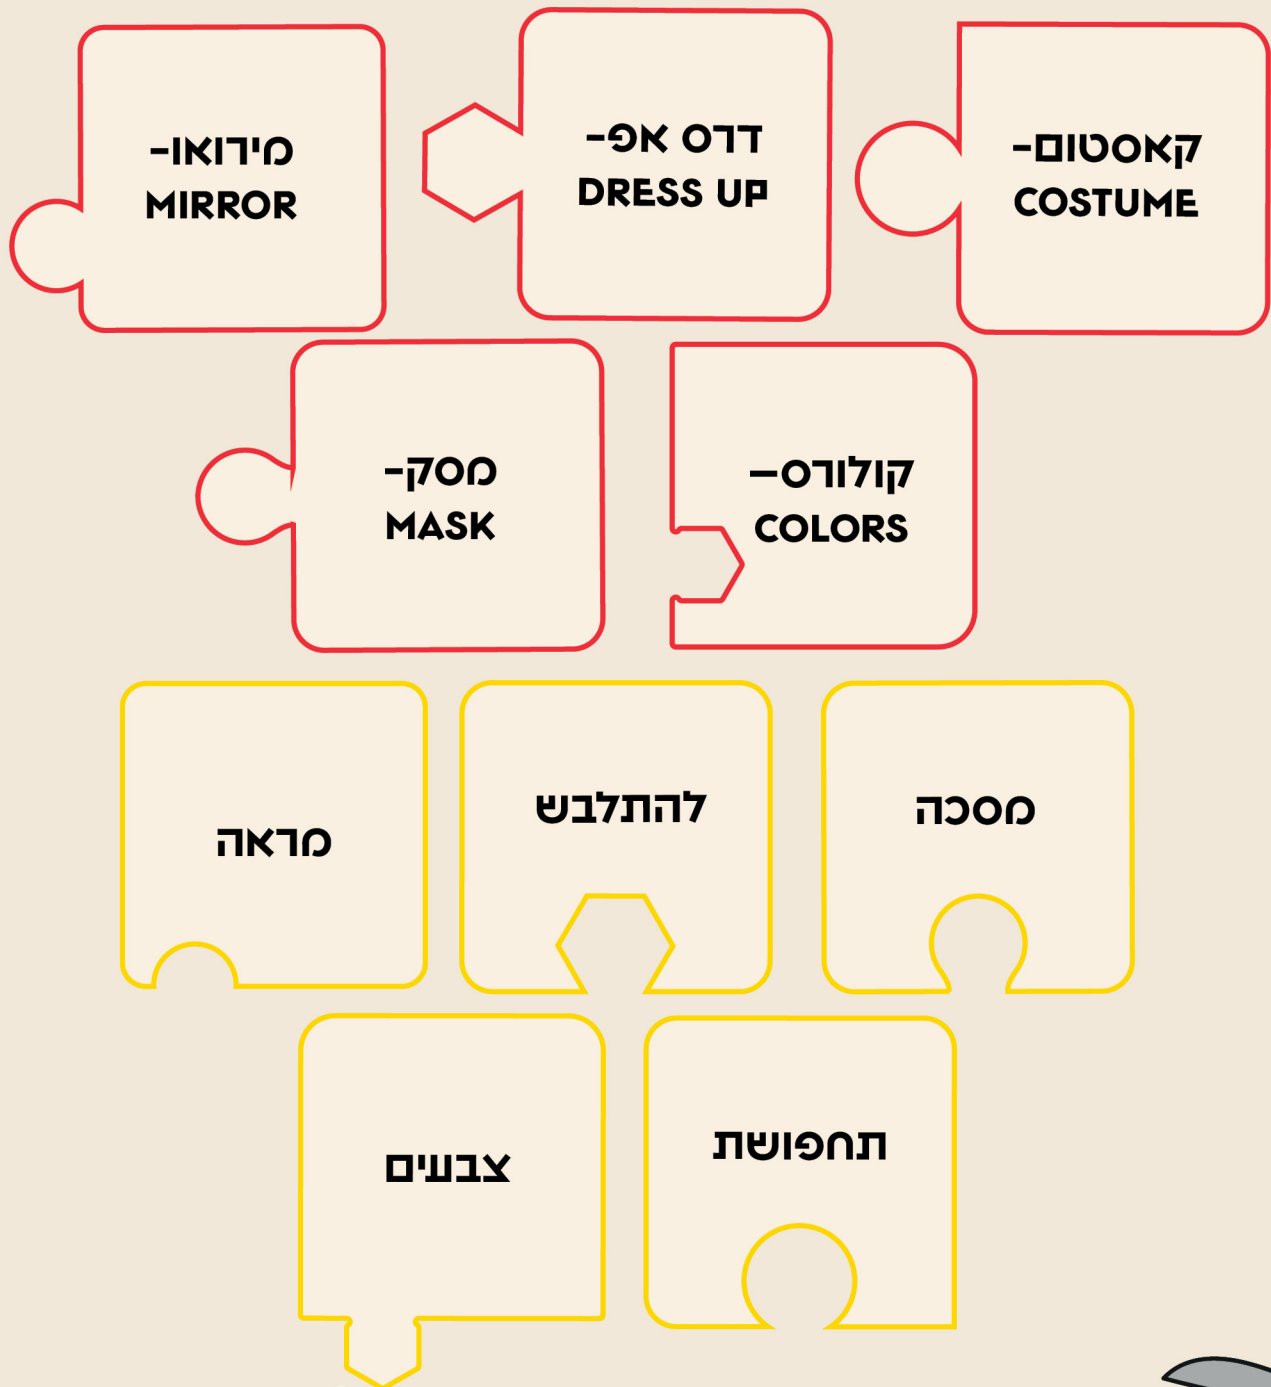 קאסטום-
COSTUME
דרס אפ-
DRESS UP
מירואו-
MIRROR
קולורס–
COLORS
מסק-
MASK
מסכה
להתלבש
מראה
תחפושת
צבעים